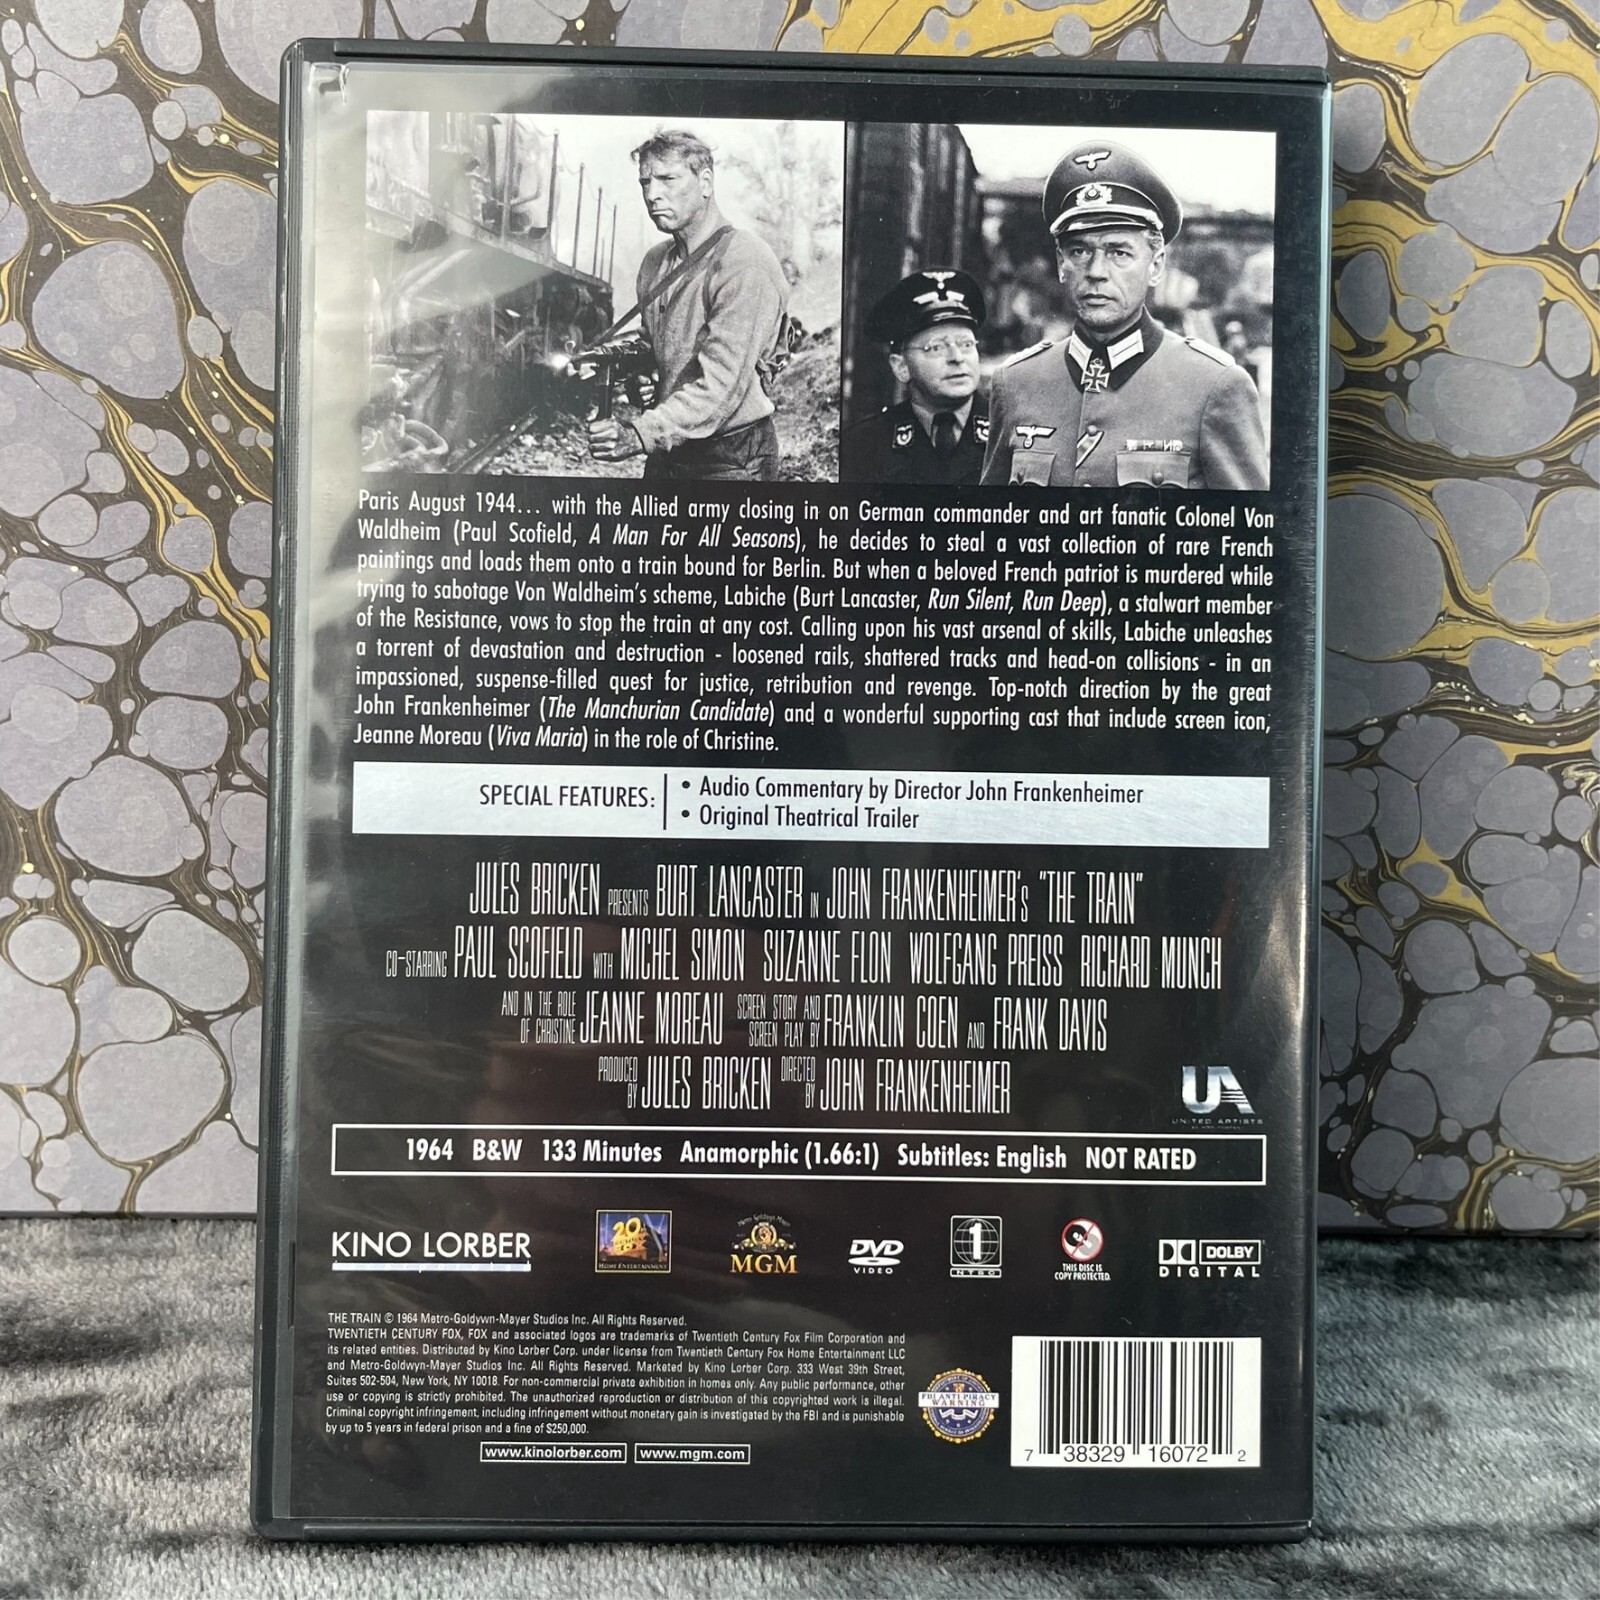 Paris August 1944... with the Allied army closing in on German commander and art fanatic Colonel Von
Waldheim (Paul Scofield, A Man For All Seasons), he decides to steal a vast collection of rare French
paintings and loads them onto a train bound for Berlin. But when a beloved French patriot is murdered while
trying to sabotage Von Waldheim's scheme, Labiche (Burt Lancaster, Run Silent, Run Deep), a stalwart member
of the Resistance, vows to stop the train at any cost. Calling upon his vast arsenal of skills, Labiche unleashes
a torrent of devastation and destruction - loosened rails, shattered tracks and head-on collisions - in an
impassioned, suspense-filled quest for justice, retribution and revenge. Top-notch direction by the great
John Frankenheimer (The Manchurian Candidate) and a wonderful supporting cast that include screen icon,
Jeanne Moreau (Viva Maria) in the role of Christine.
SPECIAL FEATURES:
• Audio Commentary by Director John Frankenheimer
• Original Theatrical Trailer
JULES BRICKEN PRESENTS BURT LANCASTER IN JOHN FRANKENHEIMER'S "THE TRAIN"
CO-STARRING PAUL SCOFIELD WITH MICHEL SIMON SUZANNE FLON WOLFGANG PREISS RICHARD MUNCH
AND IN THE ROLE OF CHRISTINE JEANNE MOREAU SCREEN STORY AND SCREEN PLAY BY FRANKLIN COEN AND FRANK DAVIS
PRODUCED BY JULES BRICKEN DIRECTED BY JOHN FRANKENHEIMER
UA
UNITED ARTISTS
1964 B&W 133 Minutes Anamorphic (1.66:1) Subtitles: English NOT RATED
KINO LORBER
20
HOME ENTERTAINMENT
Metro Goldwyn Mayer
MGM
DVD
VIDEO
1
NTSC
THIS DISC IS
COPY PROTECTED.
DOLBY
DIGITAL
THE TRAIN © 1964 Metro-Goldwyn-Mayer Studios Inc. All Rights Reserved.
TWENTIETH CENTURY FOX, FOX and associated logos are trademarks of Twentieth Century Fox Film Corporation and
its related entities. Distributed by Kino Lorber Corp. under license from Twentieth Century Fox Home Entertainment LLC
and Metro-Goldwyn-Mayer Studios Inc. All Rights Reserved. Marketed by Kino Lorber Corp. 333 West 39th Street,
Suites 502-504, New York, NY 10018. For non-commercial private exhibition in homes only. Any public performance, other
use or copying is strictly prohibited. The unauthorized reproduction or distribution of this copyrighted work is illegal.
Criminal copyright infringement, including infringement without monetary gain is investigated by the FBI and is punishable
by up to 5 years in federal prison and a fine of $250,000.
www.kinolorber.com www.mgm.com
FBI ANTI-PIRACY
WARNING
7 38329 16072 2